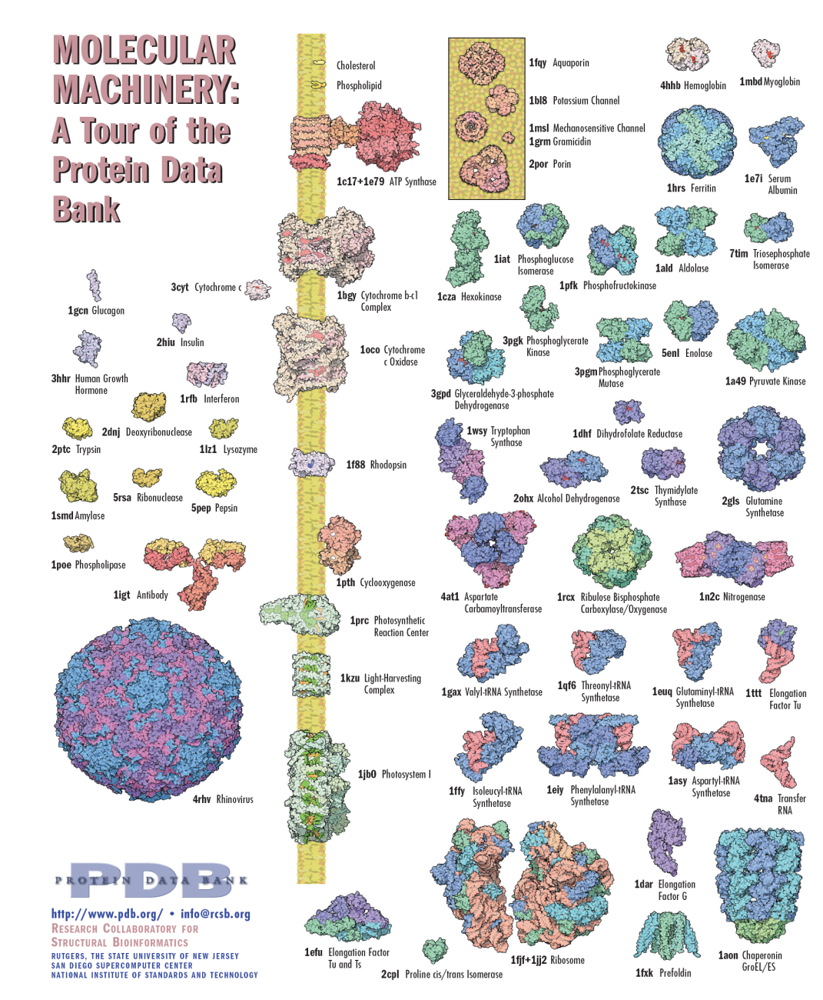 MOLECULAR
MACHINERY:
A Tour of the
Protein Data
Bank
Cholesterol
Phospholipid
1c17+1e79 ATP Synthase
3cyt Cytochrome c
1bgy Cytochrome b-c1
Complex
1oco Cytochrome
c Oxidase
1f88 Rhodopsin
1pth Cyclooxygenase
1prc Photosynthetic
Reaction Center
1kzu Light-Harvesting
Complex
1jb0 Photosystem I
1gcn Glucagon
2hiu Insulin
3hhr Human Growth
Hormone
1rfb Interferon
2dnj Deoxyribonuclease
2ptc Trypsin
1lz1 Lysozyme
5rsa Ribonuclease
1smd Amylase
5pep Pepsin
1poe Phospholipase
1igt Antibody
4rhv Rhinovirus
1fqy Aquaporin
1bl8 Potassium Channel
1msl Mechanosensitive Channel
1grm Gramicidin
2por Porin
4hhb Hemoglobin
1mbd Myoglobin
1hrs Ferritin
1e7i Serum
Albumin
1cza Hexokinase
1iat Phosphoglucose
Isomerase
1pfk Phosphofructokinase
1ald Aldolase
7tim Triosephosphate
Isomerase
3gpd Glyceraldehyde-3-phosphate
Dehydrogenase
3pgk Phosphoglycerate
Kinase
3pgm Phosphoglycerate
Mutase
5enl Enolase
1a49 Pyruvate Kinase
1wsy Tryptophan
Synthase
1dhf Dihydrofolate Reductase
2ohx Alcohol Dehydrogenase
2tsc Thymidylate
Synthase
2gls Glutamine
Synthetase
4at1 Aspartate
Carbamoyltransferase
1rcx Ribulose Bisphosphate
Carboxylase/Oxygenase
1n2c Nitrogenase
1gax Valyl-tRNA Synthetase
1qf6 Threonyl-tRNA
Synthetase
1euq Glutaminyl-tRNA
Synthetase
1ttt Elongation
Factor Tu
1ffy Isoleucyl-tRNA
Synthetase
1eiy Phenylalanyl-tRNA
Synthetase
1asy Aspartyl-tRNA
Synthetase
4tna Transfer
RNA
1efu Elongation Factor
Tu and Ts
2cpl Proline cis/trans Isomerase
1fjf+1jj2 Ribosome
1dar Elongation
Factor G
1fxk Prefoldin
1aon Chaperonin
GroEL/ES
PDB
PROTEIN DATA BANK
http://www.pdb.org/ • info@rcsb.org
RESEARCH COLLABORATORY FOR
STRUCTURAL BIOINFORMATICS
RUTGERS, THE STATE UNIVERSITY OF NEW JERSEY
SAN DIEGO SUPERCOMPUTER CENTER
NATIONAL INSTITUTE OF STANDARDS AND TECHNOLOGY